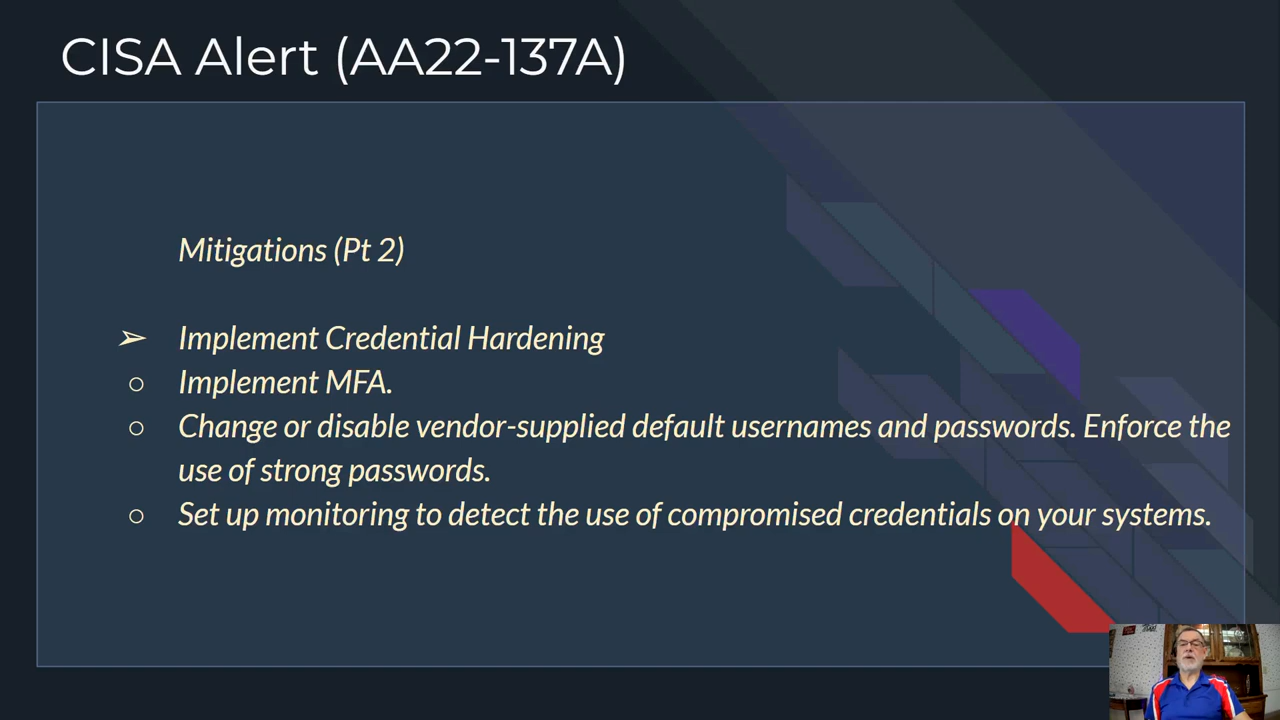 CISA Alert (AA22-137A)
Mitigations (Pt 2)
➢ Implement Credential Hardening
○ Implement MFA.
○ Change or disable vendor-supplied default usernames and passwords. Enforce the
use of strong passwords.
○ Set up monitoring to detect the use of compromised credentials on your systems.